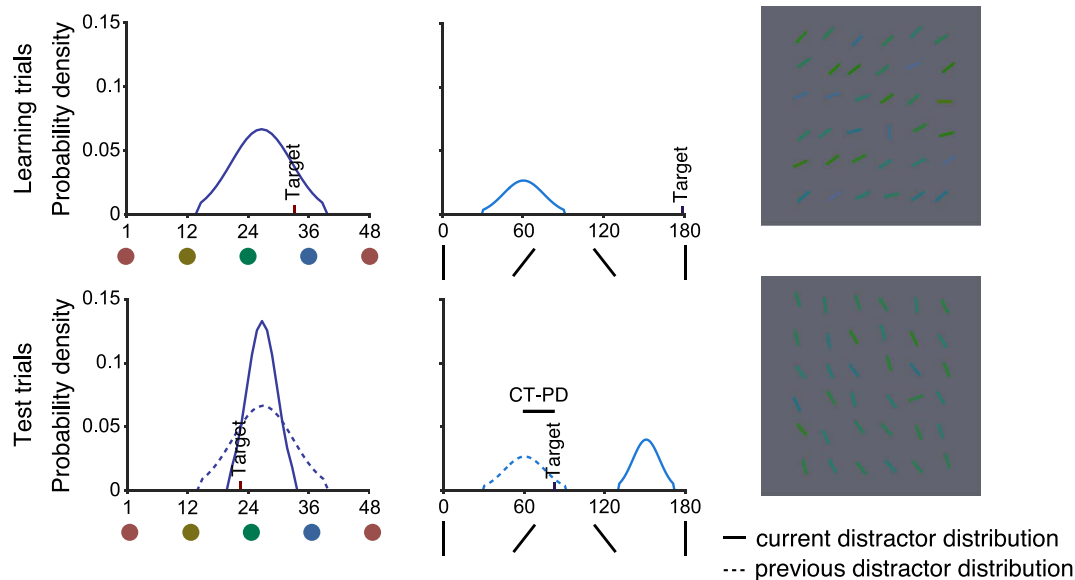 Learning trials
Probability density
0.15
0.1
0.05
0
Target
1 12 24 36 48
Target
0 60 120 180
Test trials
Probability density
0.15
0.1
0.05
0
Target
1 12 24 36 48
CT-PD
Target
0 60 120 180
current distractor distribution
previous distractor distribution